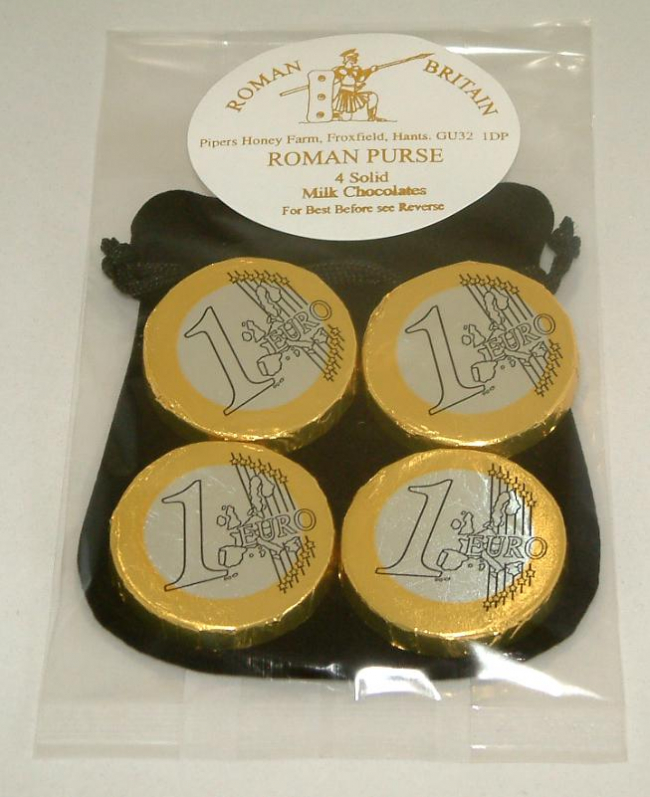 ROMAN BRITAIN
Pipers Honey Farm, Froxfield, Hants. GU32 1DP
ROMAN PURSE
4 Solid
Milk Chocolates
For Best Before see Reverse
1 EURO
1 EURO
1 EURO
1 EURO